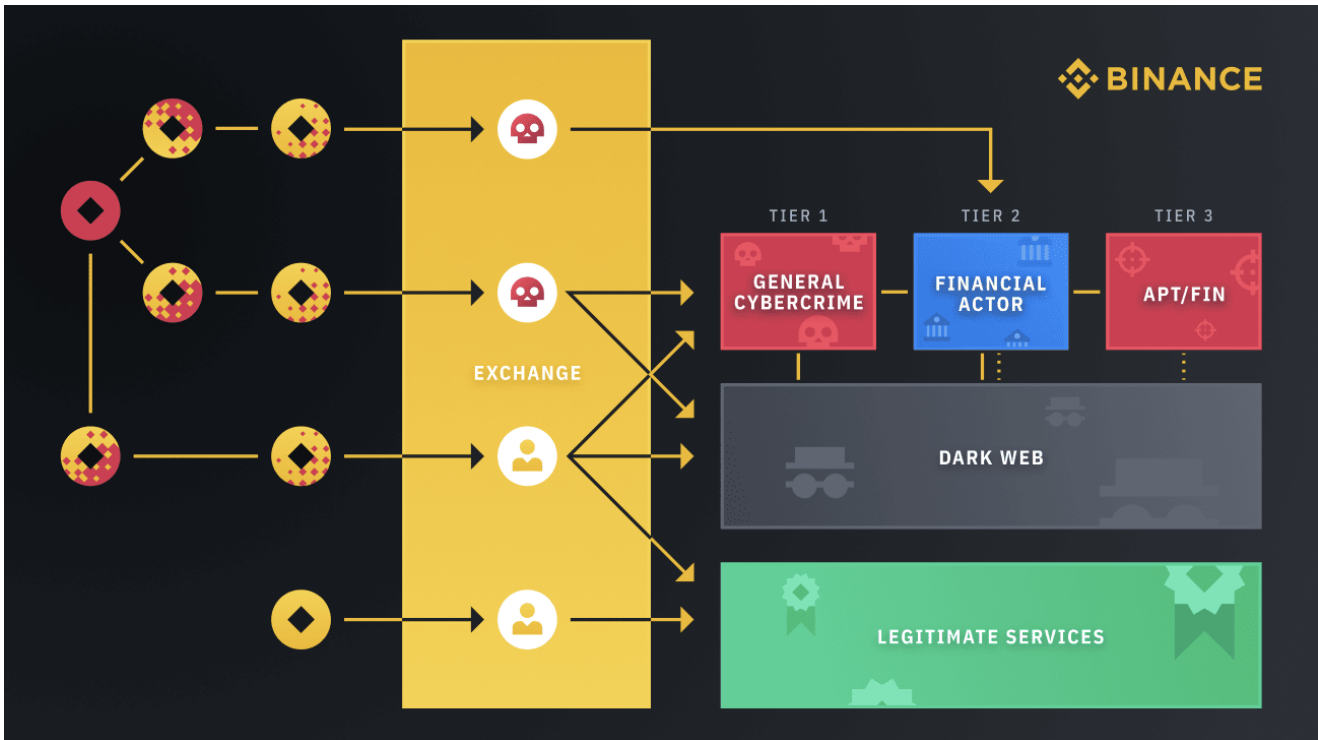 BINANCE
TIER 1
TIER 2
TIER 3
GENERAL
CYBERCRIME
FINANCIAL
ACTOR
APT/FIN
EXCHANGE
DARK WEB
LEGITIMATE SERVICES